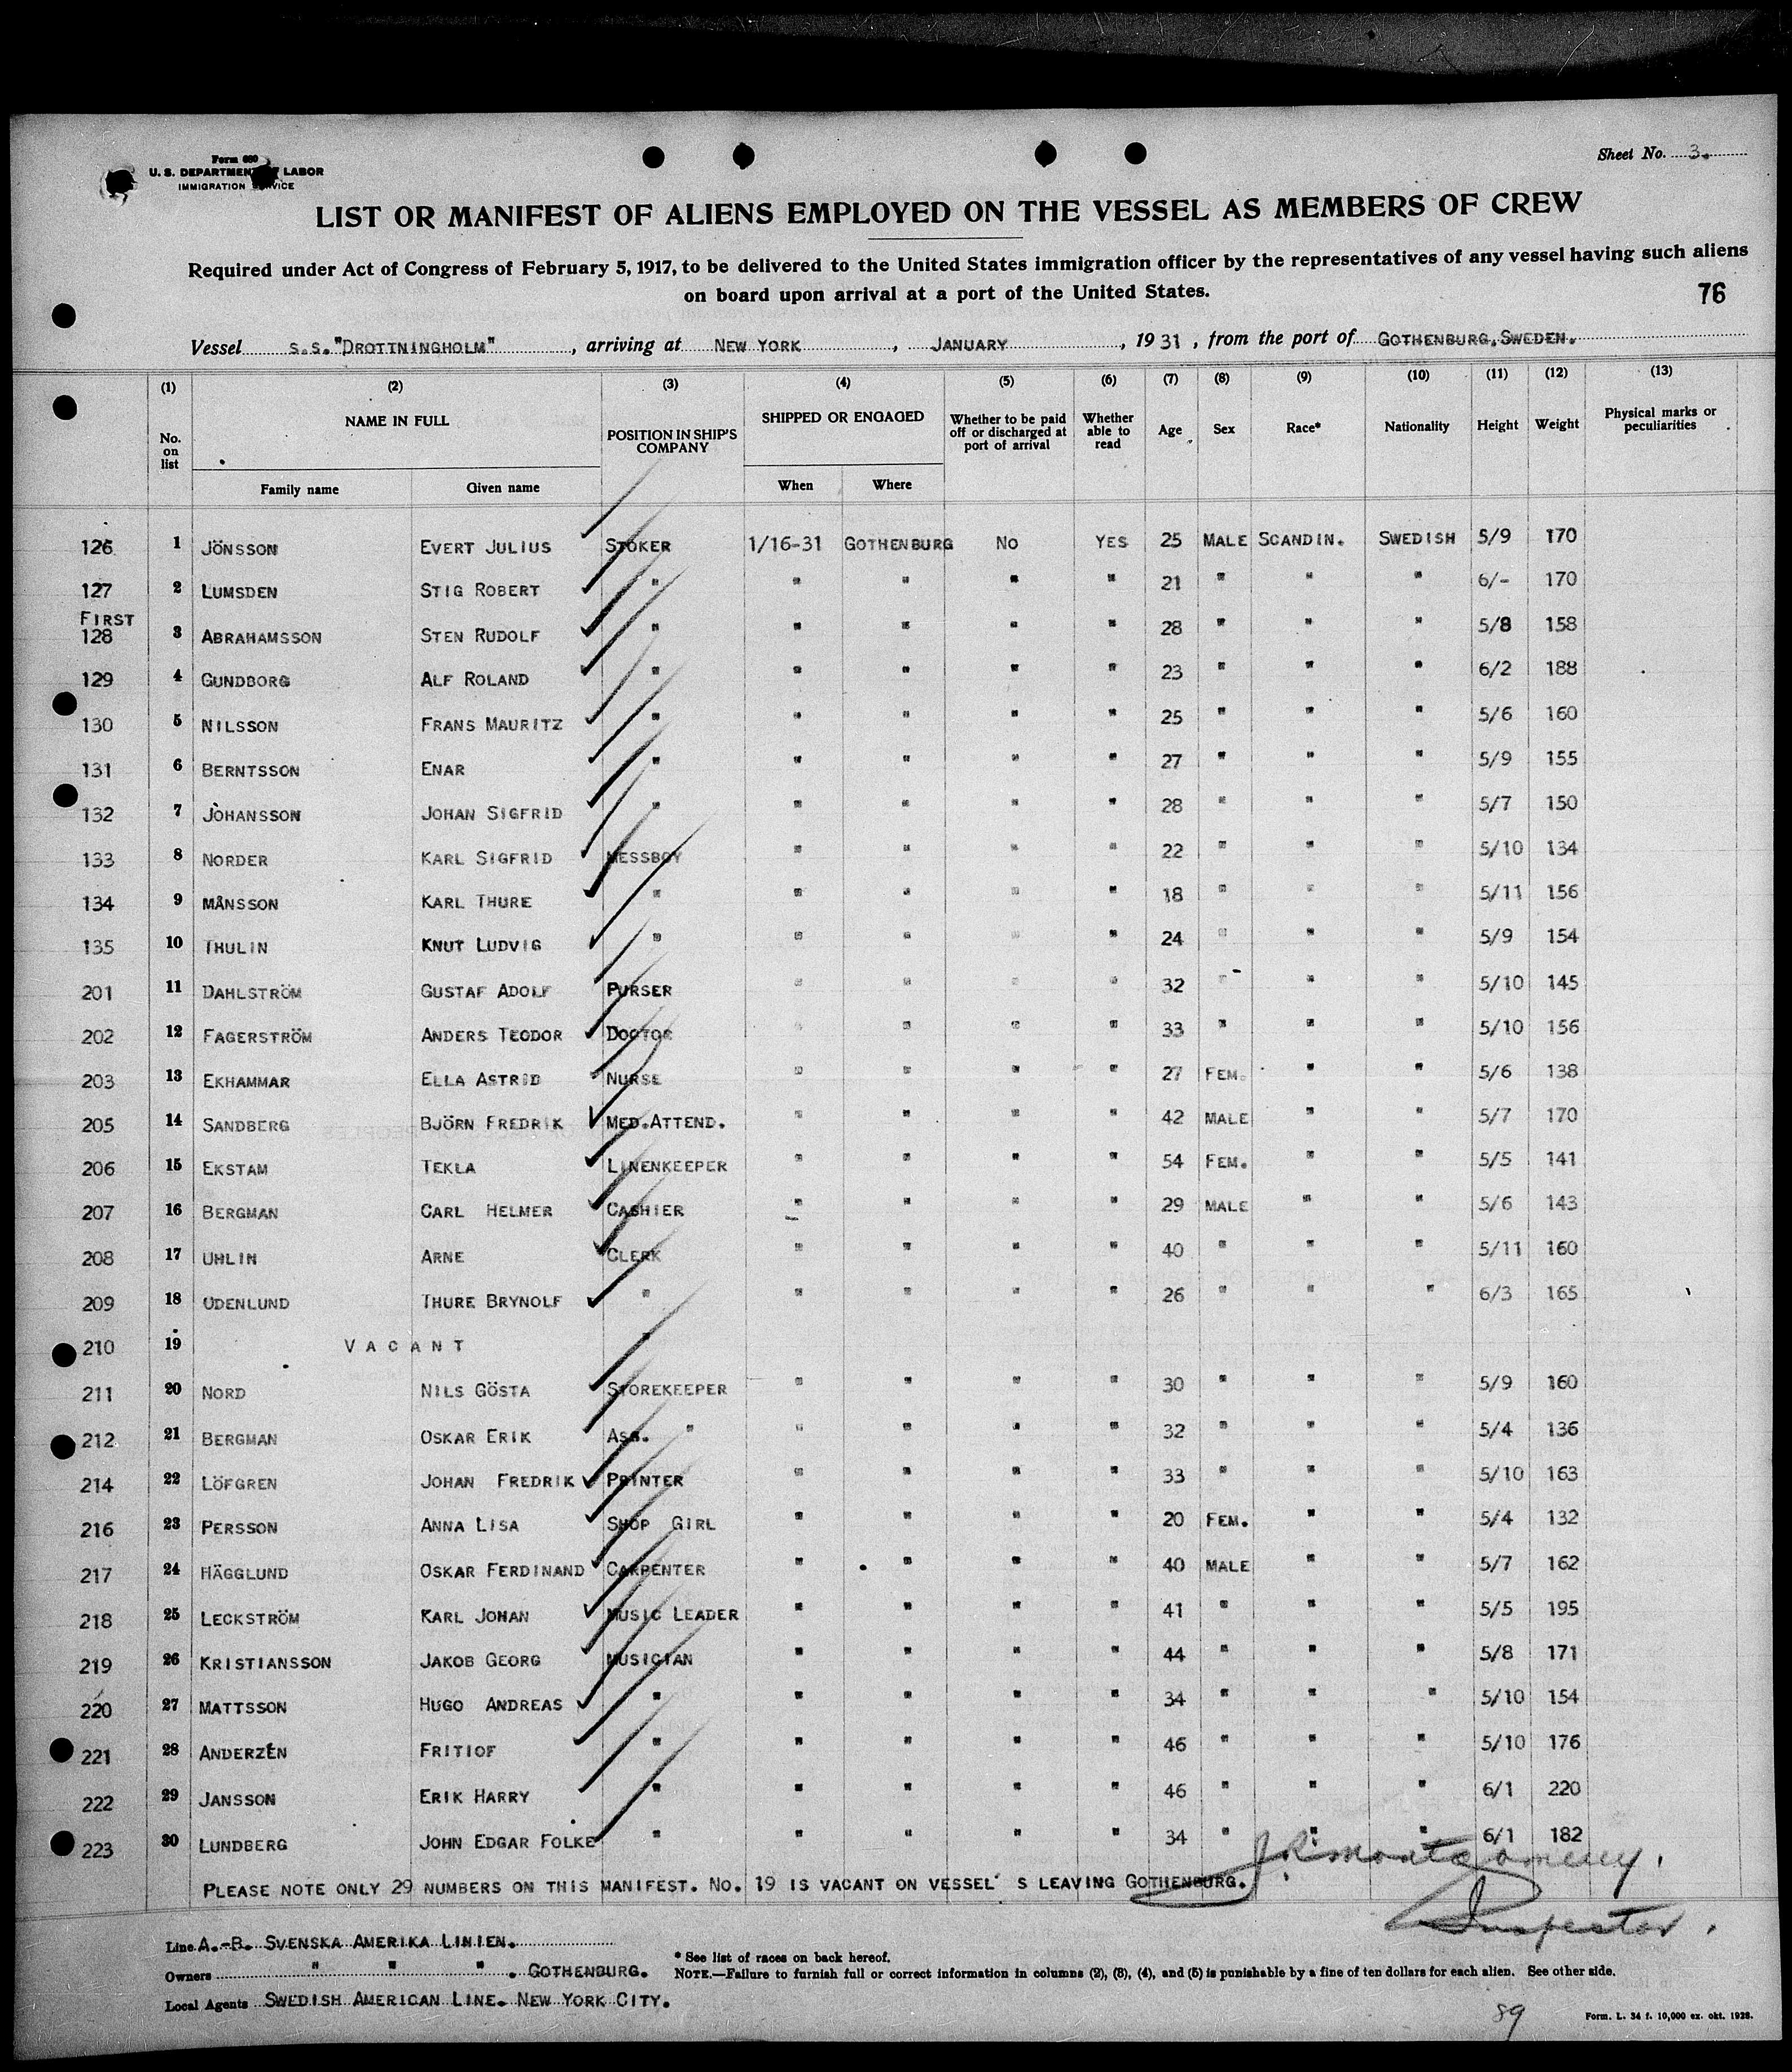 Form 680
U. S. DEPARTMENT OF LABOR
IMMIGRATION SERVICE
Sheet No. 3.
LIST OR MANIFEST OF ALIENS EMPLOYED ON THE VESSEL AS MEMBERS OF CREW
Required under Act of Congress of February 5, 1917, to be delivered to the United States immigration officer by the representatives of any vessel having such aliens
on board upon arrival at a port of the United States.
76
Vessel S.S. "DROTTNINGHOLM", arriving at NEW YORK, JANUARY, 1931, from the port of GOTHENBURG, SWEDEN.
(1) (2) (3) (4) (5) (6) (7) (8) (9) (10) (11) (12) (13)
No. on list NAME IN FULL POSITION IN SHIP'S COMPANY SHIPPED OR ENGAGED Whether to be paid off or discharged at port of arrival Whether able to read Age Sex Race* Nationality Height Weight Physical marks or peculiarities
Family name Given name When Where
126 1 JÖNSSON EVERT JULIUS STOKER 1/16-31 GOTHENBURG NO YES 25 MALE SCANDIN. SWEDISH 5/9 170
127 2 LUMSDEN STIG ROBERT " " " " " 21 " " " 6/- 170
FIRST
128 3 ABRAHAMSSON STEN RUDOLF " " " " " 28 " " " 5/8 158
129 4 GUNDBORG ALF ROLAND " " " " " 23 " " " 6/2 188
130 5 NILSSON FRANS MAURITZ " " " " " 25 " " " 5/6 160
131 6 BERNTSSON ENAR " " " " " 27 " " " 5/9 155
132 7 JOHANSSON JOHAN SIGFRID " " " " " 28 " " " 5/7 150
133 8 NORDER KARL SIGFRID MESSBOY " " " " 22 " " " 5/10 134
134 9 MÅNSSON KARL THURE " " " " " 18 " " " 5/11 156
135 10 THULIN KNUT LUDVIG " " " " " 24 " " " 5/9 154
201 11 DAHLSTRÖM GUSTAF ADOLF PURSER " " " " 32 " " " 5/10 145
202 12 FAGERSTRÖM ANDERS TEODOR DOCTOR " " " " 33 " " " 5/10 156
203 13 EKHAMMAR ELLA ASTRID NURSE " " " " 27 FEM. " " 5/6 138
205 14 SANDBERG BJÖRN FREDRIK MED.ATTEND. " " " " 42 MALE " " 5/7 170
206 15 EKSTAM TEKLA LINENKEEPER " " " " 54 FEM. " " 5/5 141
207 16 BERGMAN CARL HELMER CASHIER " " " " 29 MALE " " 5/6 143
208 17 UHLIN ARNE CLERK " " " " 40 " " " 5/11 160
209 18 UDENLUND THURE BRYNOLF " " " " " 26 " " " 6/3 165
210 19 VACANT "
211 20 NORD NILS GÖSTA STOREKEEPER " " " " 30 " " " 5/9 160
212 21 BERGMAN OSKAR ERIK ASS. " " " " " 32 " " " 5/4 136
214 22 LÖFGREN JOHAN FREDRIK PRINTER " " " " 33 " " " 5/10 163
216 23 PERSSON ANNA LISA SHOP GIRL " " " " 20 FEM. " " 5/4 132
217 24 HÄGGLUND OSKAR FERDINAND CARPENTER " " " " 40 MALE " " 5/7 162
218 25 LECKSTRÖM KARL JOHAN MUSIC LEADER " " " " 41 " " " 5/5 195
219 26 KRISTIANSSON JAKOB GEORG MUSICIAN " " " " 44 " " " 5/8 171
220 27 MATTSSON HUGO ANDREAS " " " " " 34 " " " 5/10 154
221 28 ANDERZÉN FRITIOF " " " " " 46 " " " 5/10 176
222 29 JANSSON ERIK HARRY " " " " " 46 " " " 6/1 220
223 30 LUNDBERG JOHN EDGAR FOLKE " " " " " 34 " " " 6/1 182
PLEASE NOTE ONLY 29 NUMBERS ON THIS MANIFEST. NO. 19 IS VACANT ON VESSEL'S LEAVING GOTHENBURG.
J.R. Montgomery.
Inspector.
Line A.-B. SVENSKA AMERIKA LINIEN.
Owners " " " . GOTHENBURG.
Local Agents SWEDISH AMERICAN LINE. NEW YORK CITY.
* See list of races on back hereof.
NOTE.—Failure to furnish full or correct information in columns (2), (3), (4), and (5) is punishable by a fine of ten dollars for each alien. See other side.
89
Form. L. 34 f. 10,000 ex. okt. 1928.